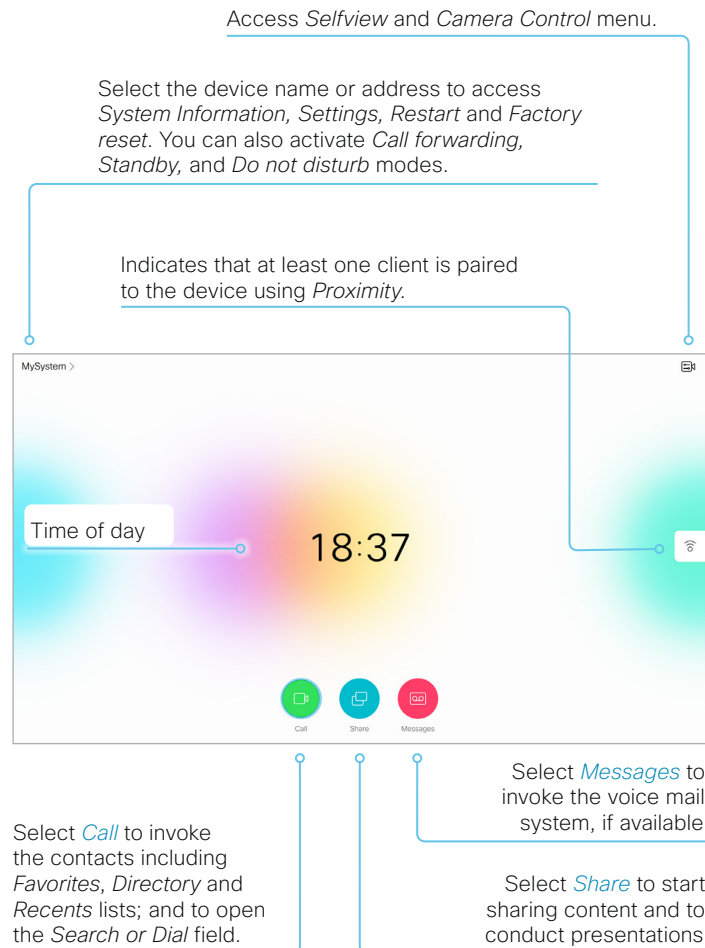 Access Selfview and Camera Control menu.
Select the device name or address to access
System Information, Settings, Restart and Factory
reset. You can also activate Call forwarding,
Standby, and Do not disturb modes.
Indicates that at least one client is paired
to the device using Proximity.
MySystem >
Time of day
18:37
Call
Share
Messages
Select Messages to
invoke the voice mail
system, if available
Select Call to invoke
the contacts including
Favorites, Directory and
Recents lists; and to open
the Search or Dial field.
Select Share to start
sharing content and to
conduct presentations